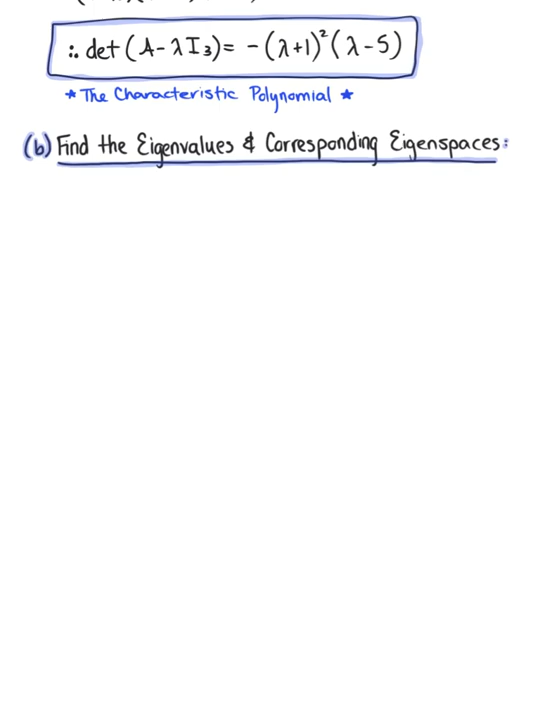 ∴ det (A - λI₃) = - (λ+1)² (λ-5)
* The Characteristic Polynomial *
(b) Find the Eigenvalues & Corresponding Eigenspaces: